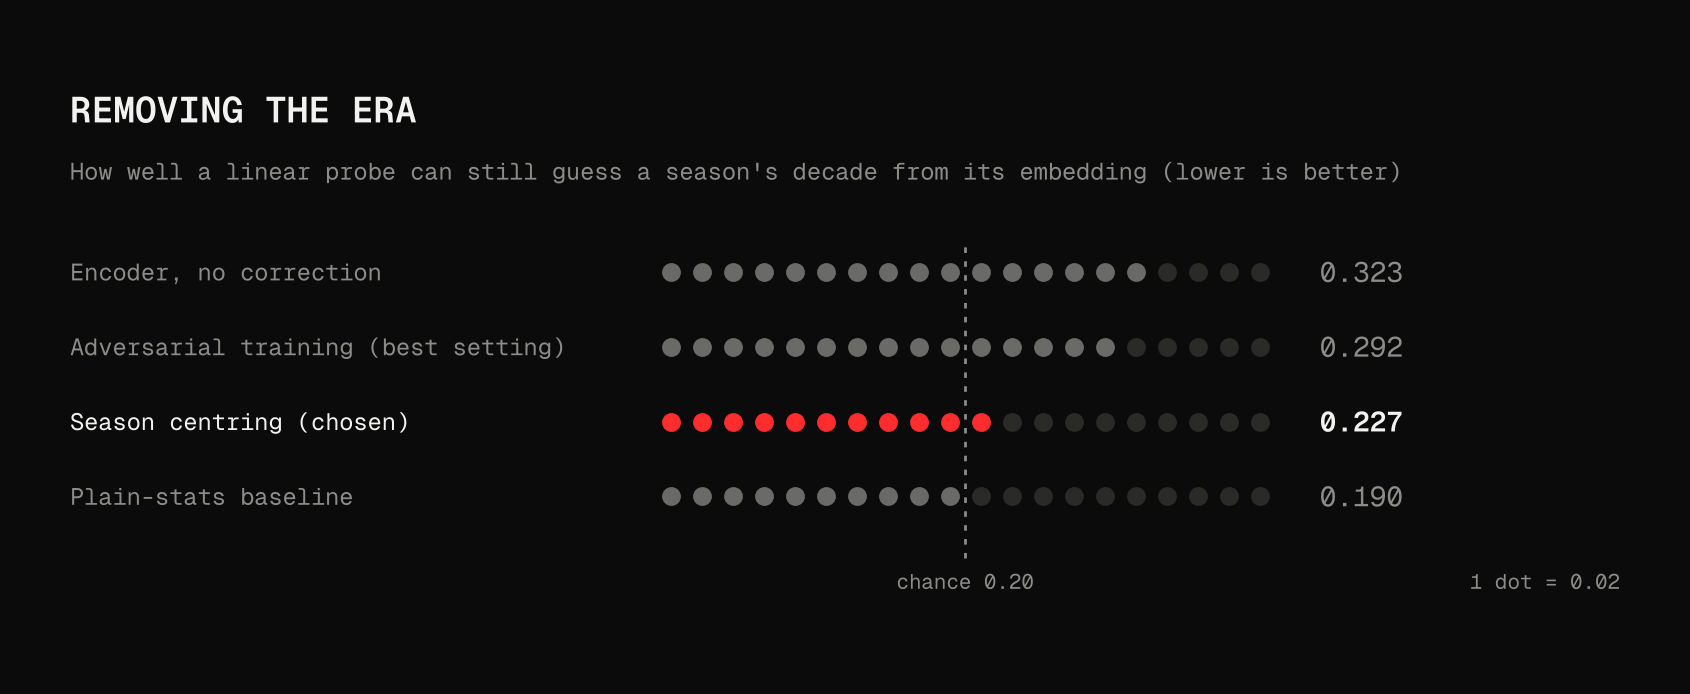 REMOVING THE ERA
How well a linear probe can still guess a season's decade from its embedding (lower is better)
Encoder, no correction 0.323
Adversarial training (best setting) 0.292
Season centring (chosen) 0.227
Plain-stats baseline 0.190
chance 0.20 1 dot = 0.02